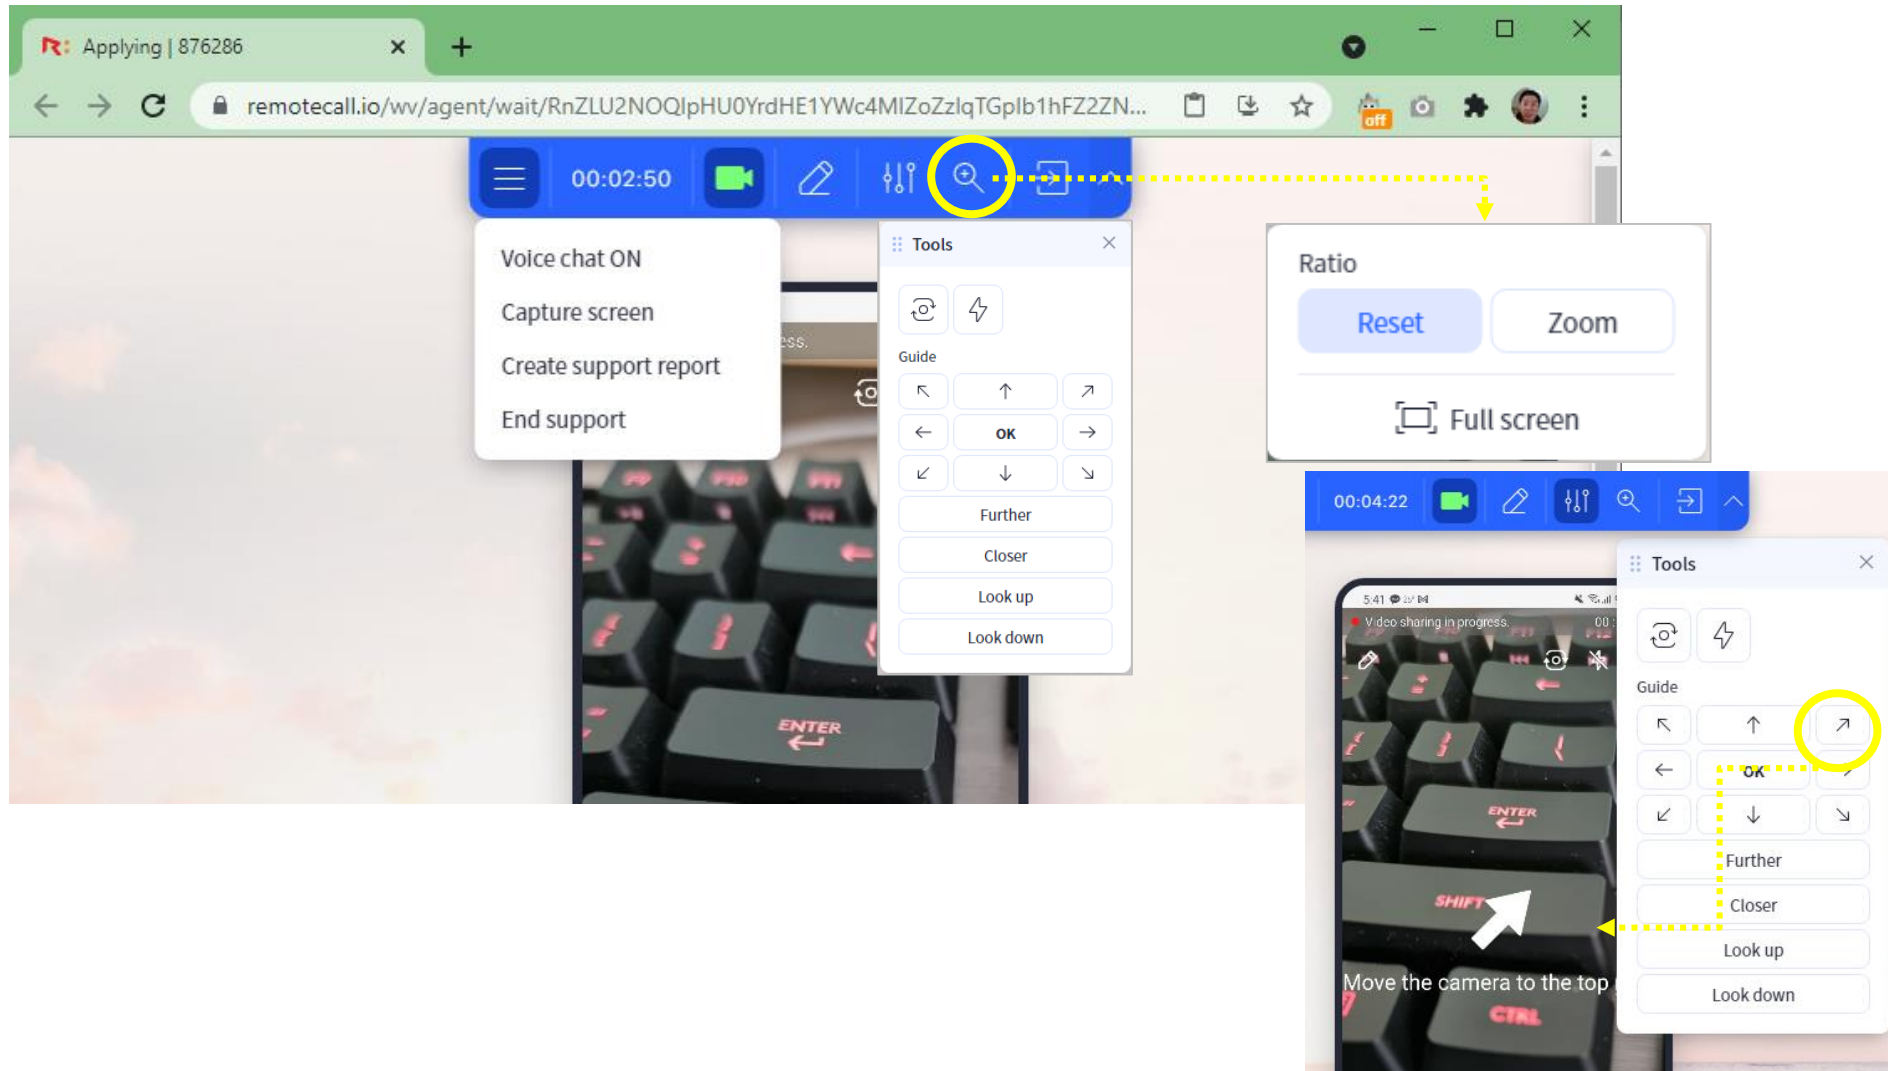 Applying | 876286
remotecall.io/wv/agent/wait/RnZLU2NOQlpHU0YrdHE1YWc4MlZoZzlqTGplb1hFZ2ZN...
off
00:02:50
Voice chat ON
Capture screen
Create support report
End support
Tools
Guide
OK
Further
Closer
Look up
Look down
ENTER
Ratio
Reset
Zoom
Full screen
00:04:22
Tools
5:41
Video sharing in progress.
00:
Guide
OK
ENTER
Further
SHIFT
Closer
Look up
Move the camera to the top
Look down
CTRL